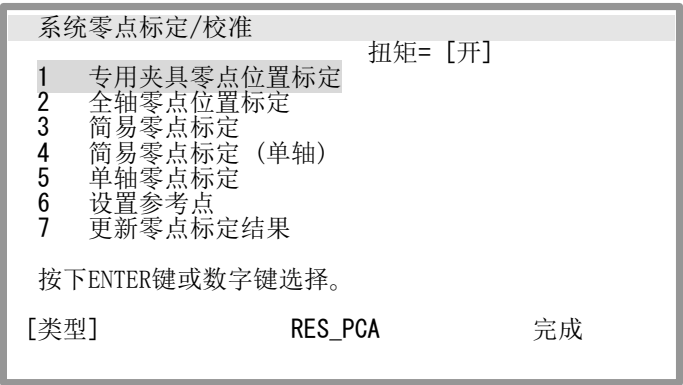 系统零点标定/校准
扭矩= [开]
1 专用夹具零点位置标定
2 全轴零点位置标定
3 简易零点标定
4 简易零点标定 (单轴)
5 单轴零点标定
6 设置参考点
7 更新零点标定结果
按下ENTER键或数字键选择。
[类型] RES_PCA 完成